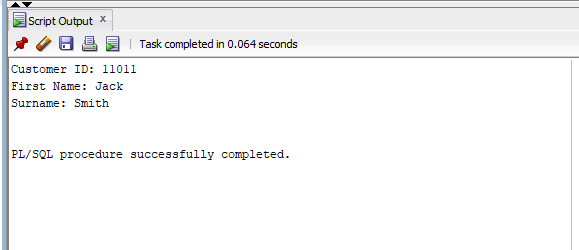 Script Output x
Task completed in 0.064 seconds
Customer ID: 11011
First Name: Jack
Surname: Smith
PL/SQL procedure successfully completed.